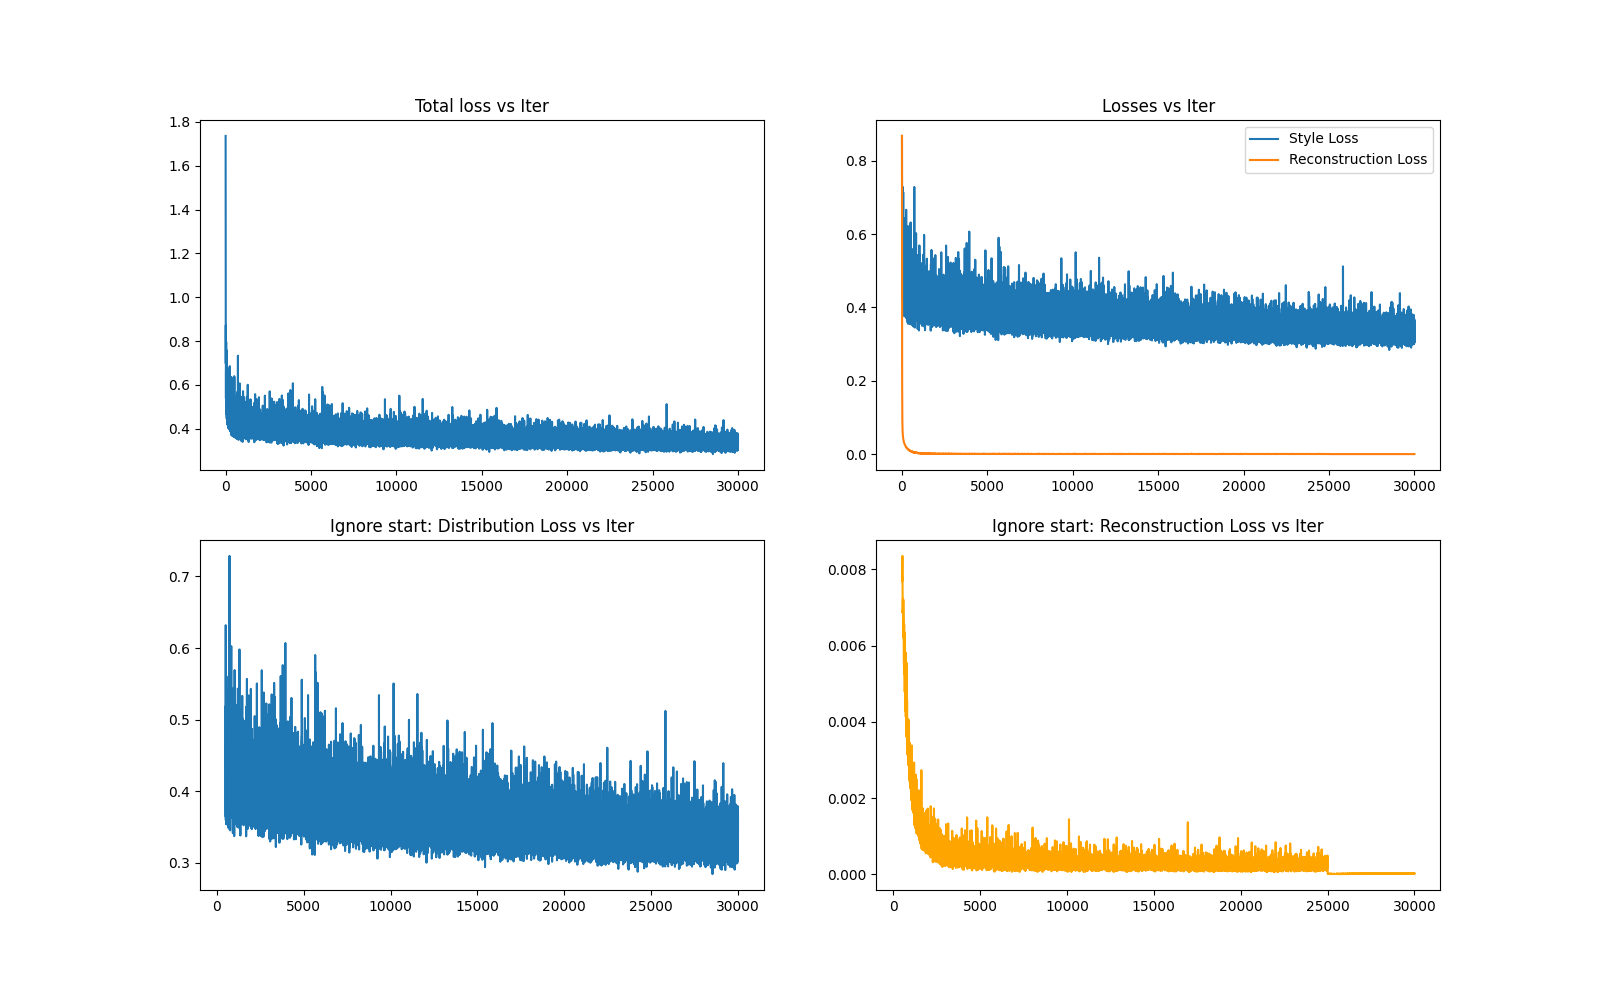 Total loss vs Iter
1.8
1.6
1.4
1.2
1.0
0.8
0.6
0.4
0 5000 10000 15000 20000 25000 30000
Losses vs Iter
Style Loss
Reconstruction Loss
0.8
0.6
0.4
0.2
0.0
0 5000 10000 15000 20000 25000 30000
Ignore start: Distribution Loss vs Iter
0.7
0.6
0.5
0.4
0.3
0 5000 10000 15000 20000 25000 30000
Ignore start: Reconstruction Loss vs Iter
0.008
0.006
0.004
0.002
0.000
0 5000 10000 15000 20000 25000 30000